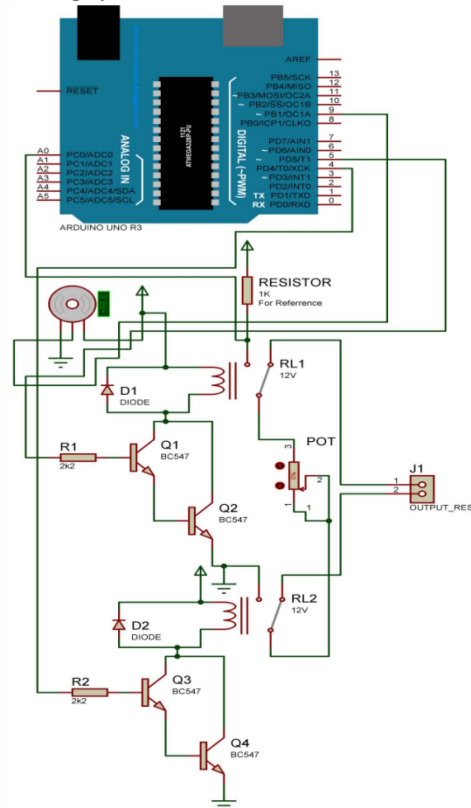 AREF
RESET
PB5/SCK 13
PB4/MISO 12
~PB3/MOSI/OC2A 11
~PB2/SS/OC1B 10
~PB1/OC1A 9
PB0/ICP1/CLKO 8
ANALOG IN
DIGITAL (~PWM)
A0 PC0/ADC0
A1 PC1/ADC1
A2 PC2/ADC2
A3 PC3/ADC3
A4 PC4/ADC4/SDA
A5 PC5/ADC5/SCL
PD7/AIN1 7
~PD6/AIN0 6
~PD5/T1 5
PD4/T0/XCK 4
~PD3/INT1 3
PD2/INT0 2
TX PD1/TXD 1
RX PD0/RXD 0
ARDUINO UNO R3
RESISTOR
1K
For Referrence
D1
DIODE
RL1
12V
R1
2k2
Q1
BC547
POT
3
2
1
1
J1
1
2
OUTPUT_RES
Q2
BC547
D2
DIODE
RL2
12V
R2
2k2
Q3
BC547
Q4
BC547